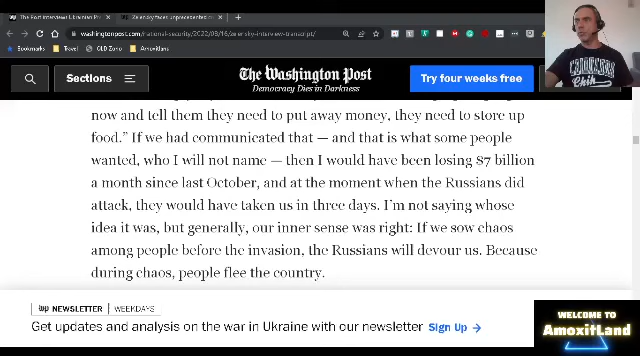 The Post interviews Ukrainian Pr
Zelensky faces unprecedented
washingtonpost.com/national-security/2022/08/16/zelensky-interview-transcript/
Bookmarks
Travel
GLD Zono
Amoxitlans
Sections
The Washington Post
Democracy Dies in Darkness
Try four weeks free
now and tell them they need to put away money, they need to store up
food.” If we had communicated that — and that is what some people
wanted, who I will not name — then I would have been losing $7 billion
a month since last October, and at the moment when the Russians did
attack, they would have taken us in three days. I'm not saying whose
idea it was, but generally, our inner sense was right: If we sow chaos
among people before the invasion, the Russians will devour us. Because
during chaos, people flee the country.
wp NEWSLETTER WEEKDAYS
Get updates and analysis on the war in Ukraine with our newsletter Sign Up →
WELCOME TO
AmoxitLand